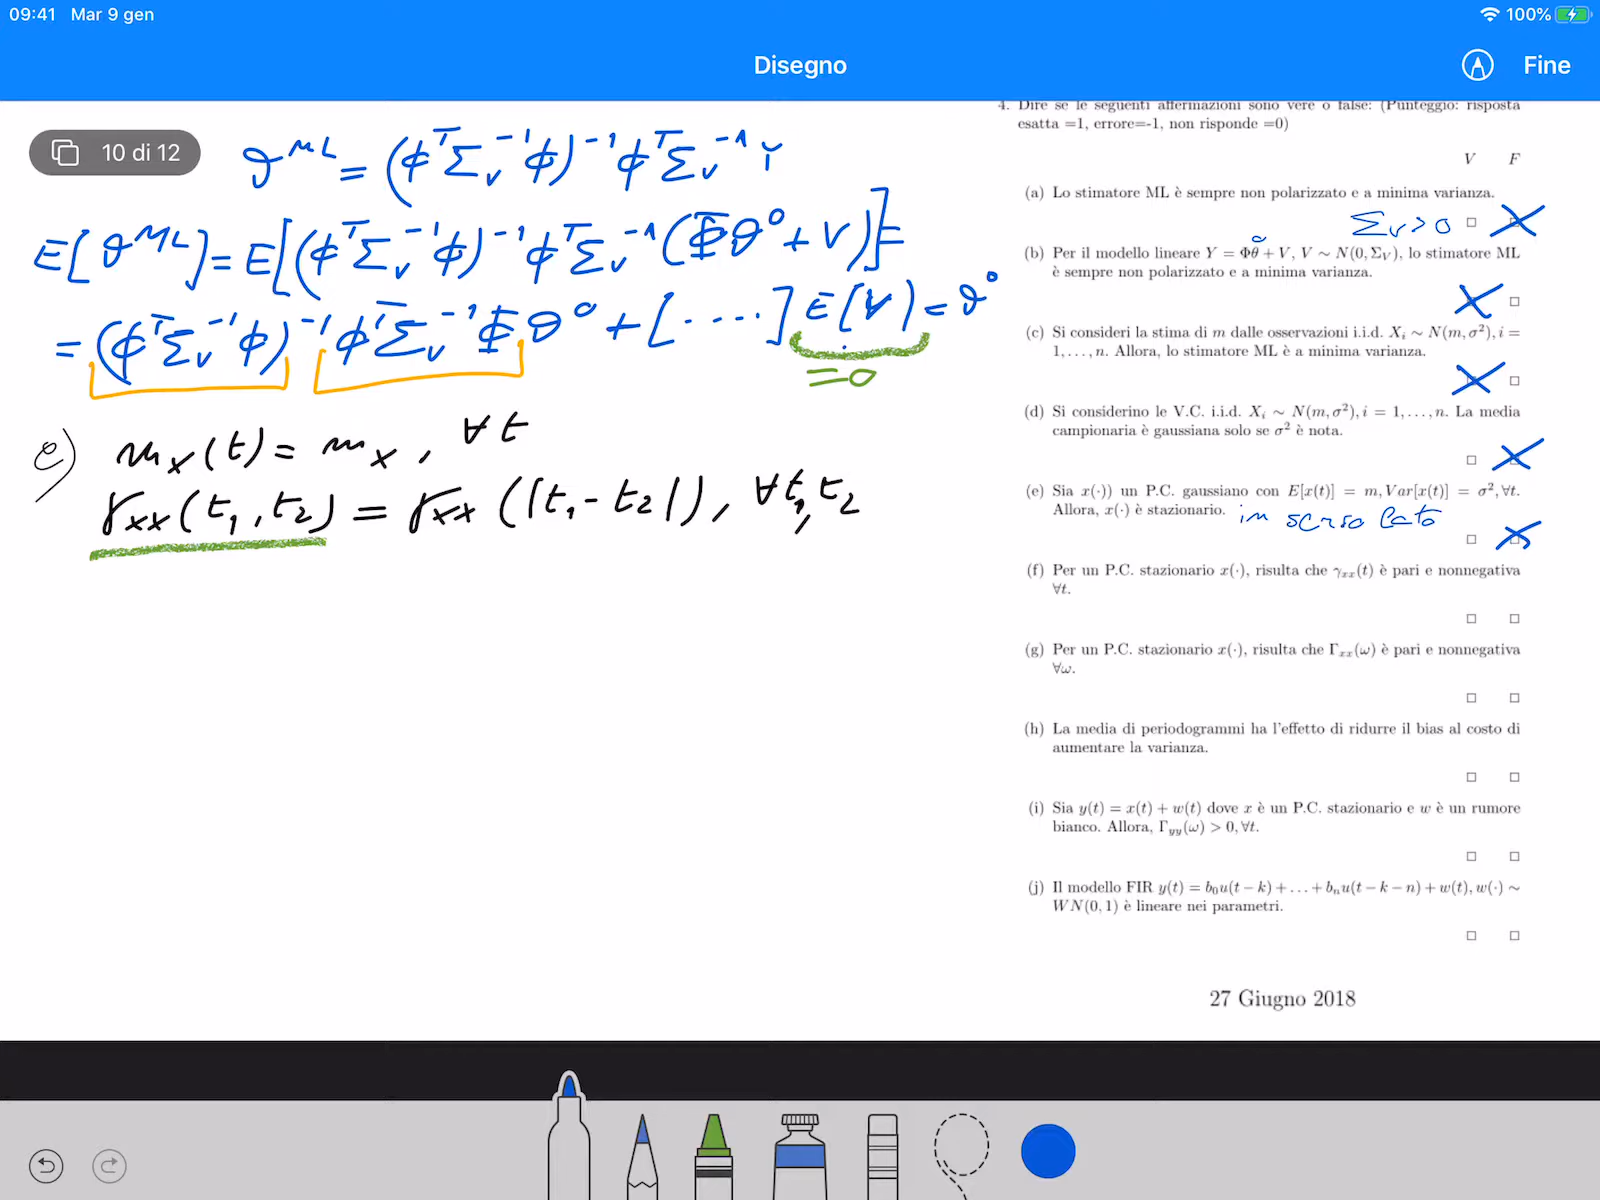 09:41 Mar 9 gen
100%
Disegno
Fine
10 di 12
ϑ^ML = (Φ^T Σ_v^-1 Φ)^-1 Φ^T Σ_v^-1 Y
E[ϑ^ML] = E[(Φ^T Σ_v^-1 Φ)^-1 Φ^T Σ_v^-1 (Φϑ^0 + V)] =
= (Φ^T Σ_v^-1 Φ)^-1 Φ^T Σ_v^-1 Φ ϑ^0 + [.....] E[V] = ϑ^0
= 0
e) m_x(t) = m_x, ∀t
γ_xx(t_1, t_2) = γ_xx(|t_1 - t_2|), ∀t_1, t_2
4. Dire se le seguenti affermazioni sono vere o false: (Punteggio: risposta
esatta =1, errore=-1, non risponde =0)
V F
(a) Lo stimatore ML è sempre non polarizzato e a minima varianza.
Σ_v > 0
(b) Per il modello lineare Y = Φθ^0 + V, V ∼ N(0, Σ_V), lo stimatore ML
è sempre non polarizzato e a minima varianza.
(c) Si consideri la stima di m dalle osservazioni i.i.d. X_i ∼ N(m, σ²), i =
1, . . . , n. Allora, lo stimatore ML è a minima varianza.
(d) Si considerino le V.C. i.i.d. X_i ∼ N(m, σ²), i = 1, . . . , n. La media
campionaria è gaussiana solo se σ² è nota.
(e) Sia x(·)) un P.C. gaussiano con E[x(t)] = m, Var[x(t)] = σ², ∀t.
Allora, x(·) è stazionario. in senso lato
(f) Per un P.C. stazionario x(·), risulta che γ_xx(t) è pari e nonnegativa
∀t.
(g) Per un P.C. stazionario x(·), risulta che Γ_xx(ω) è pari e nonnegativa
∀ω.
(h) La media di periodogrammi ha l'effetto di ridurre il bias al costo di
aumentare la varianza.
(i) Sia y(t) = x(t) + w(t) dove x è un P.C. stazionario e w è un rumore
bianco. Allora, Γ_yy(ω) > 0, ∀t.
(j) Il modello FIR y(t) = b_0u(t − k) + . . . + b_nu(t − k − n) + w(t), w(·) ∼
WN(0, 1) è lineare nei parametri.
27 Giugno 2018